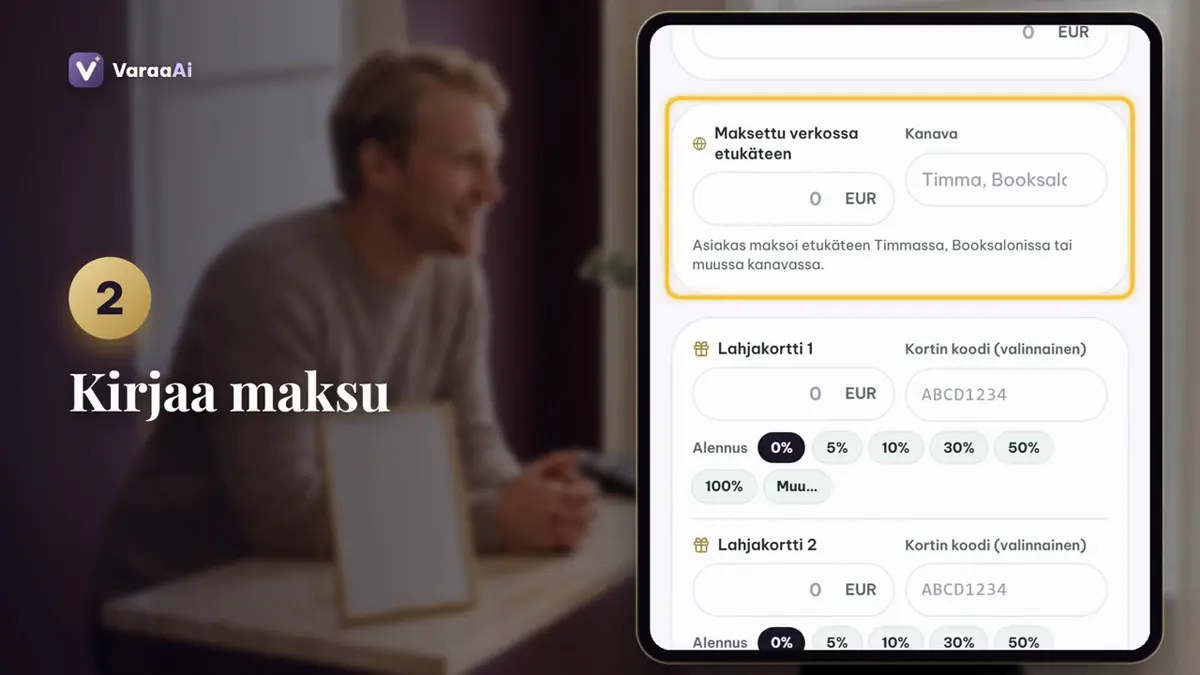 VaraaAi
2
Kirjaa maksu
0 EUR
Maksettu verkossa
etukäteen
Kanava
0 EUR
Timma, Booksalo
Asiakas maksoi etukäteen Timmassa, Booksalonissa tai
muussa kanavassa.
Lahjakortti 1
Kortin koodi (valinnainen)
0 EUR
ABCD1234
Alennus 0% 5% 10% 30% 50%
100% Muu...
Lahjakortti 2
Kortin koodi (valinnainen)
0 EUR
ABCD1234
Alennus 0% 5% 10% 30% 50%